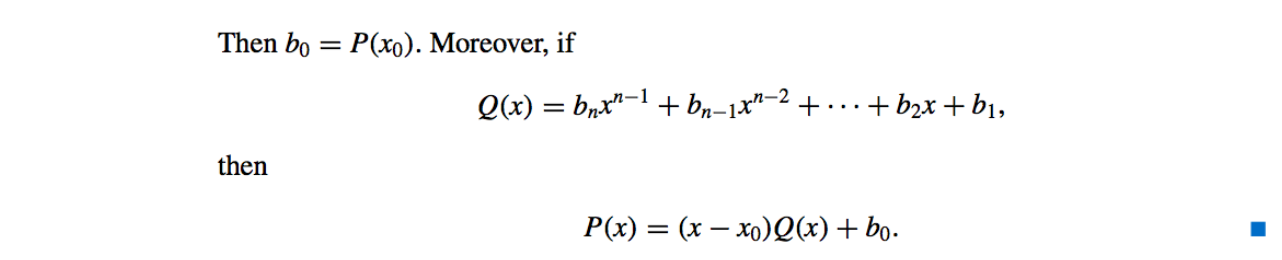 Then b₀ = P(x₀). Moreover, if
Q(x) = bₙxⁿ⁻¹ + bₙ₋₁xⁿ⁻² + · · · + b₂x + b₁,
then
P(x) = (x − x₀)Q(x) + b₀.